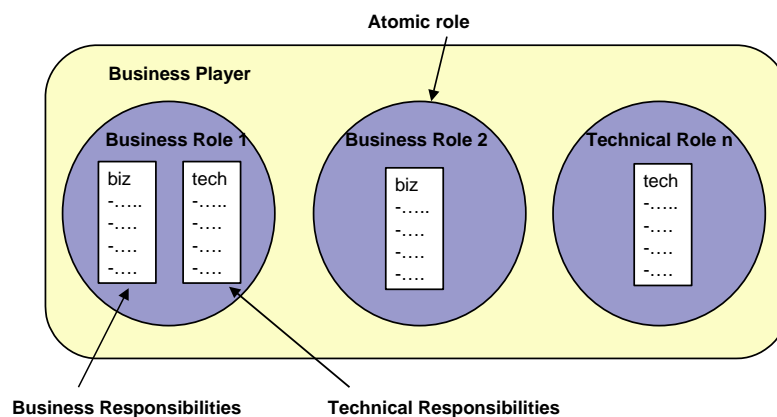 Atomic role
Business Player
Business Role 1
biz
-.....
-....
-....
-....
tech
-.....
-....
-....
-....
Business Role 2
biz
-.....
-....
-....
-....
Technical Role n
tech
-.....
-....
-....
-....
Business Responsibilities
Technical Responsibilities